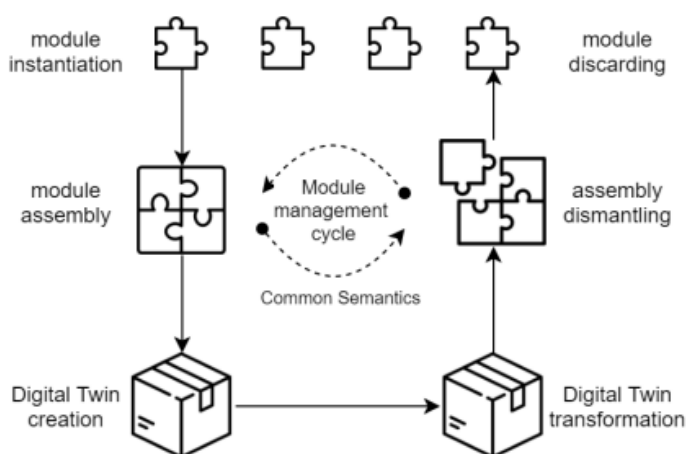 module
instantiation
module
discarding
module
assembly
Module
management
cycle
assembly
dismantling
Common Semantics
Digital Twin
creation
Digital Twin
transformation